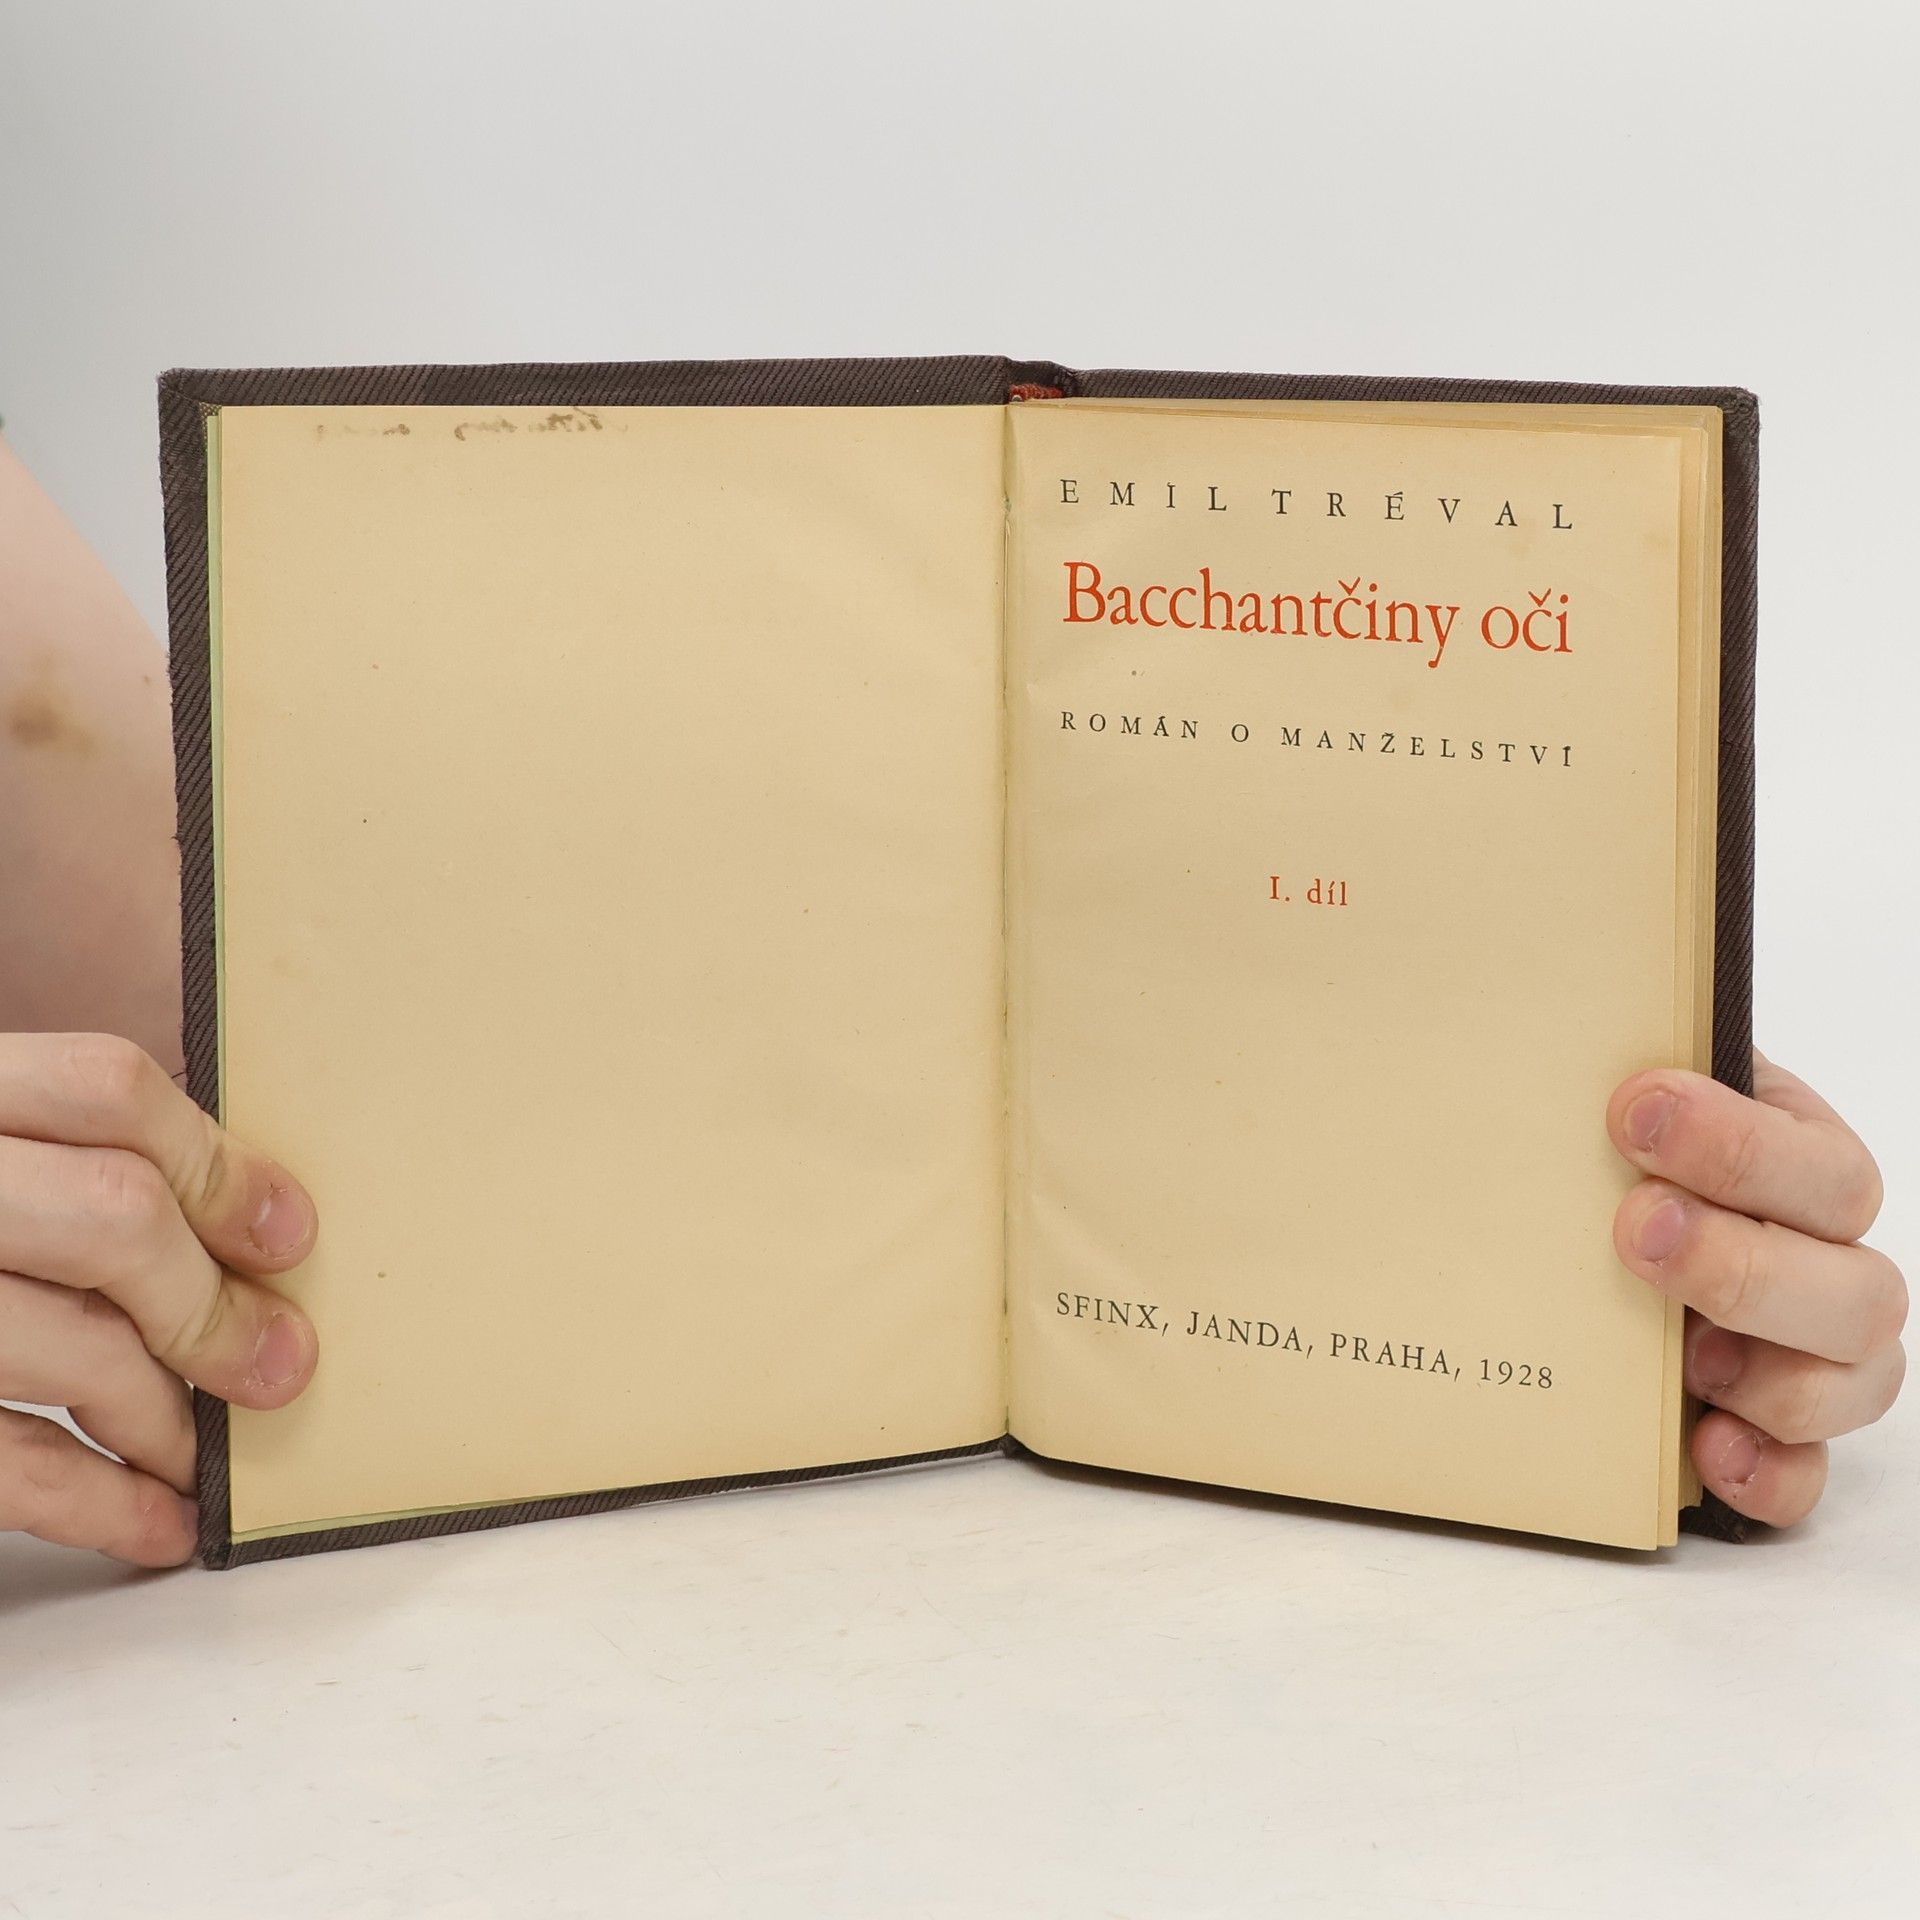 EMIL TRÉVAL
Bacchantčiny oči
ROMÁN O MANŽELSTVÍ
I. díl
SFINX, JANDA, PRAHA, 1928